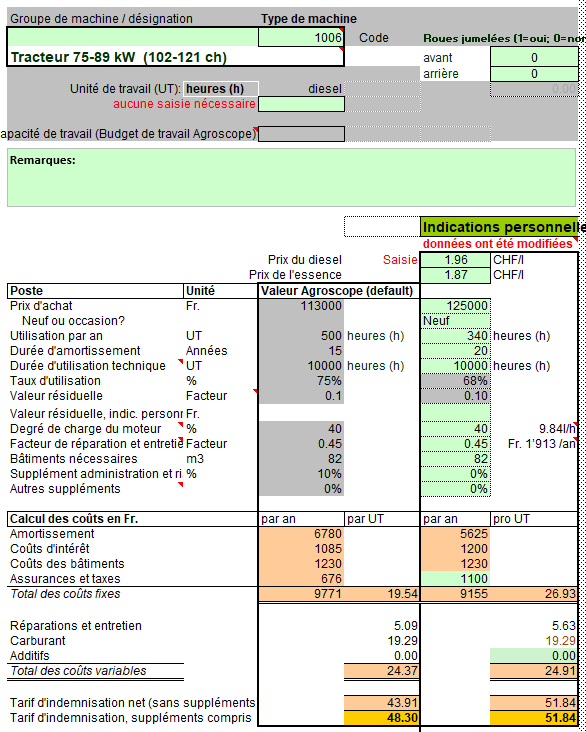 Groupe de machine / désignation Type de machine
1006 Code Roues jumelées (1=oui; 0=non
Tracteur 75-89 kW (102-121 ch) avant 0
arrière 0
Unité de travail (UT): heures (h) diesel 0.00
aucune saisie nécessaire
apacité de travail (Budget de travail Agroscope)
Remarques:
Indications personnelle
données ont été modifiées
Prix du diesel Saisie 1.96 CHF/l
Prix de l'essence 1.87 CHF/l
Poste Unité Valeur Agroscope (default)
Prix d'achat Fr. 113000 125000
Neuf ou occasion? Neuf
Utilisation par an UT 500 heures (h) 340 heures (h)
Durée d'amortissement Années 15 20
Durée d'utilisation technique UT 10000 heures (h) 10000 heures (h)
Taux d'utilisation % 75% 68%
Valeur résiduelle Facteur 0.1 0.10
Valeur résiduelle, indic. personn Fr.
Degré de charge du moteur % 40 40 9.84l/h
Facteur de réparation et entretie Facteur 0.45 0.45 Fr. 1'913 /an
Bâtiments nécessaires m3 82 82
Supplément administration et ri % 10% 0%
Autres suppléments 0% 0%
Calcul des coûts en Fr. par an par UT par an pro UT
Amortissement 6780 5625
Coûts d'intérêt 1085 1200
Coûts des bâtiments 1230 1230
Assurances et taxes 676 1100
Total des coûts fixes 9771 19.54 9155 26.93
Réparations et entretien 5.09 5.63
Carburant 19.29 19.29
Additifs 0.00 0.00
Total des coûts variables 24.37 24.91
Tarif d'indemnisation net (sans suppléments 43.91 51.84
Tarif d'indemnisation, suppléments compris 48.30 51.84